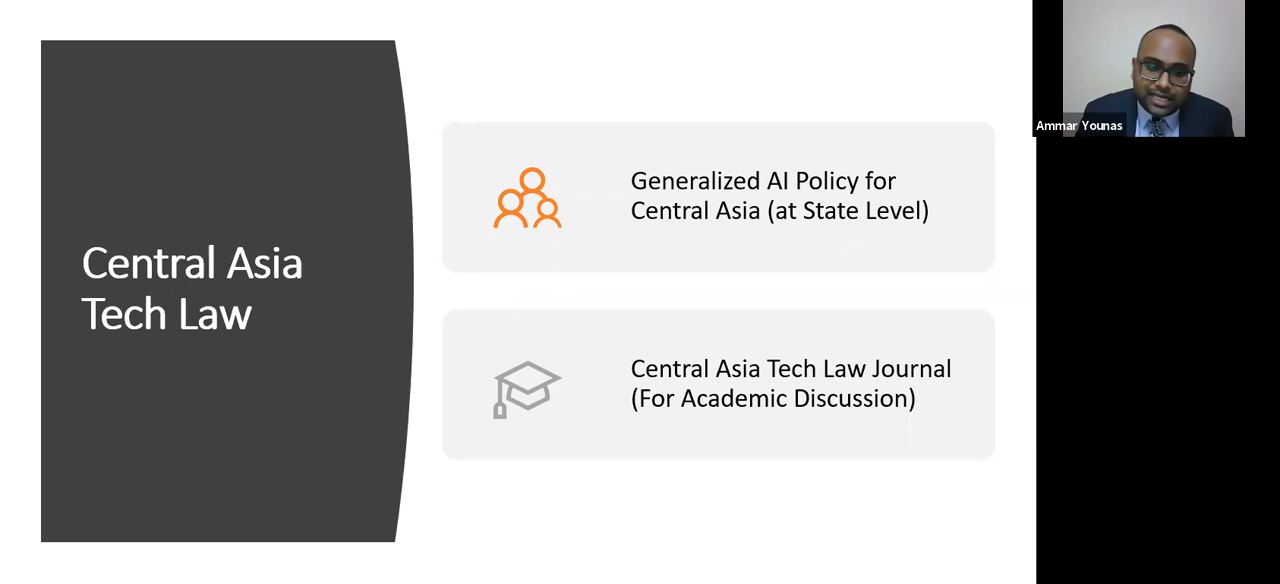 Central Asia
Tech Law
Generalized AI Policy for
Central Asia (at State Level)
Central Asia Tech Law Journal
(For Academic Discussion)
Ammar Younas